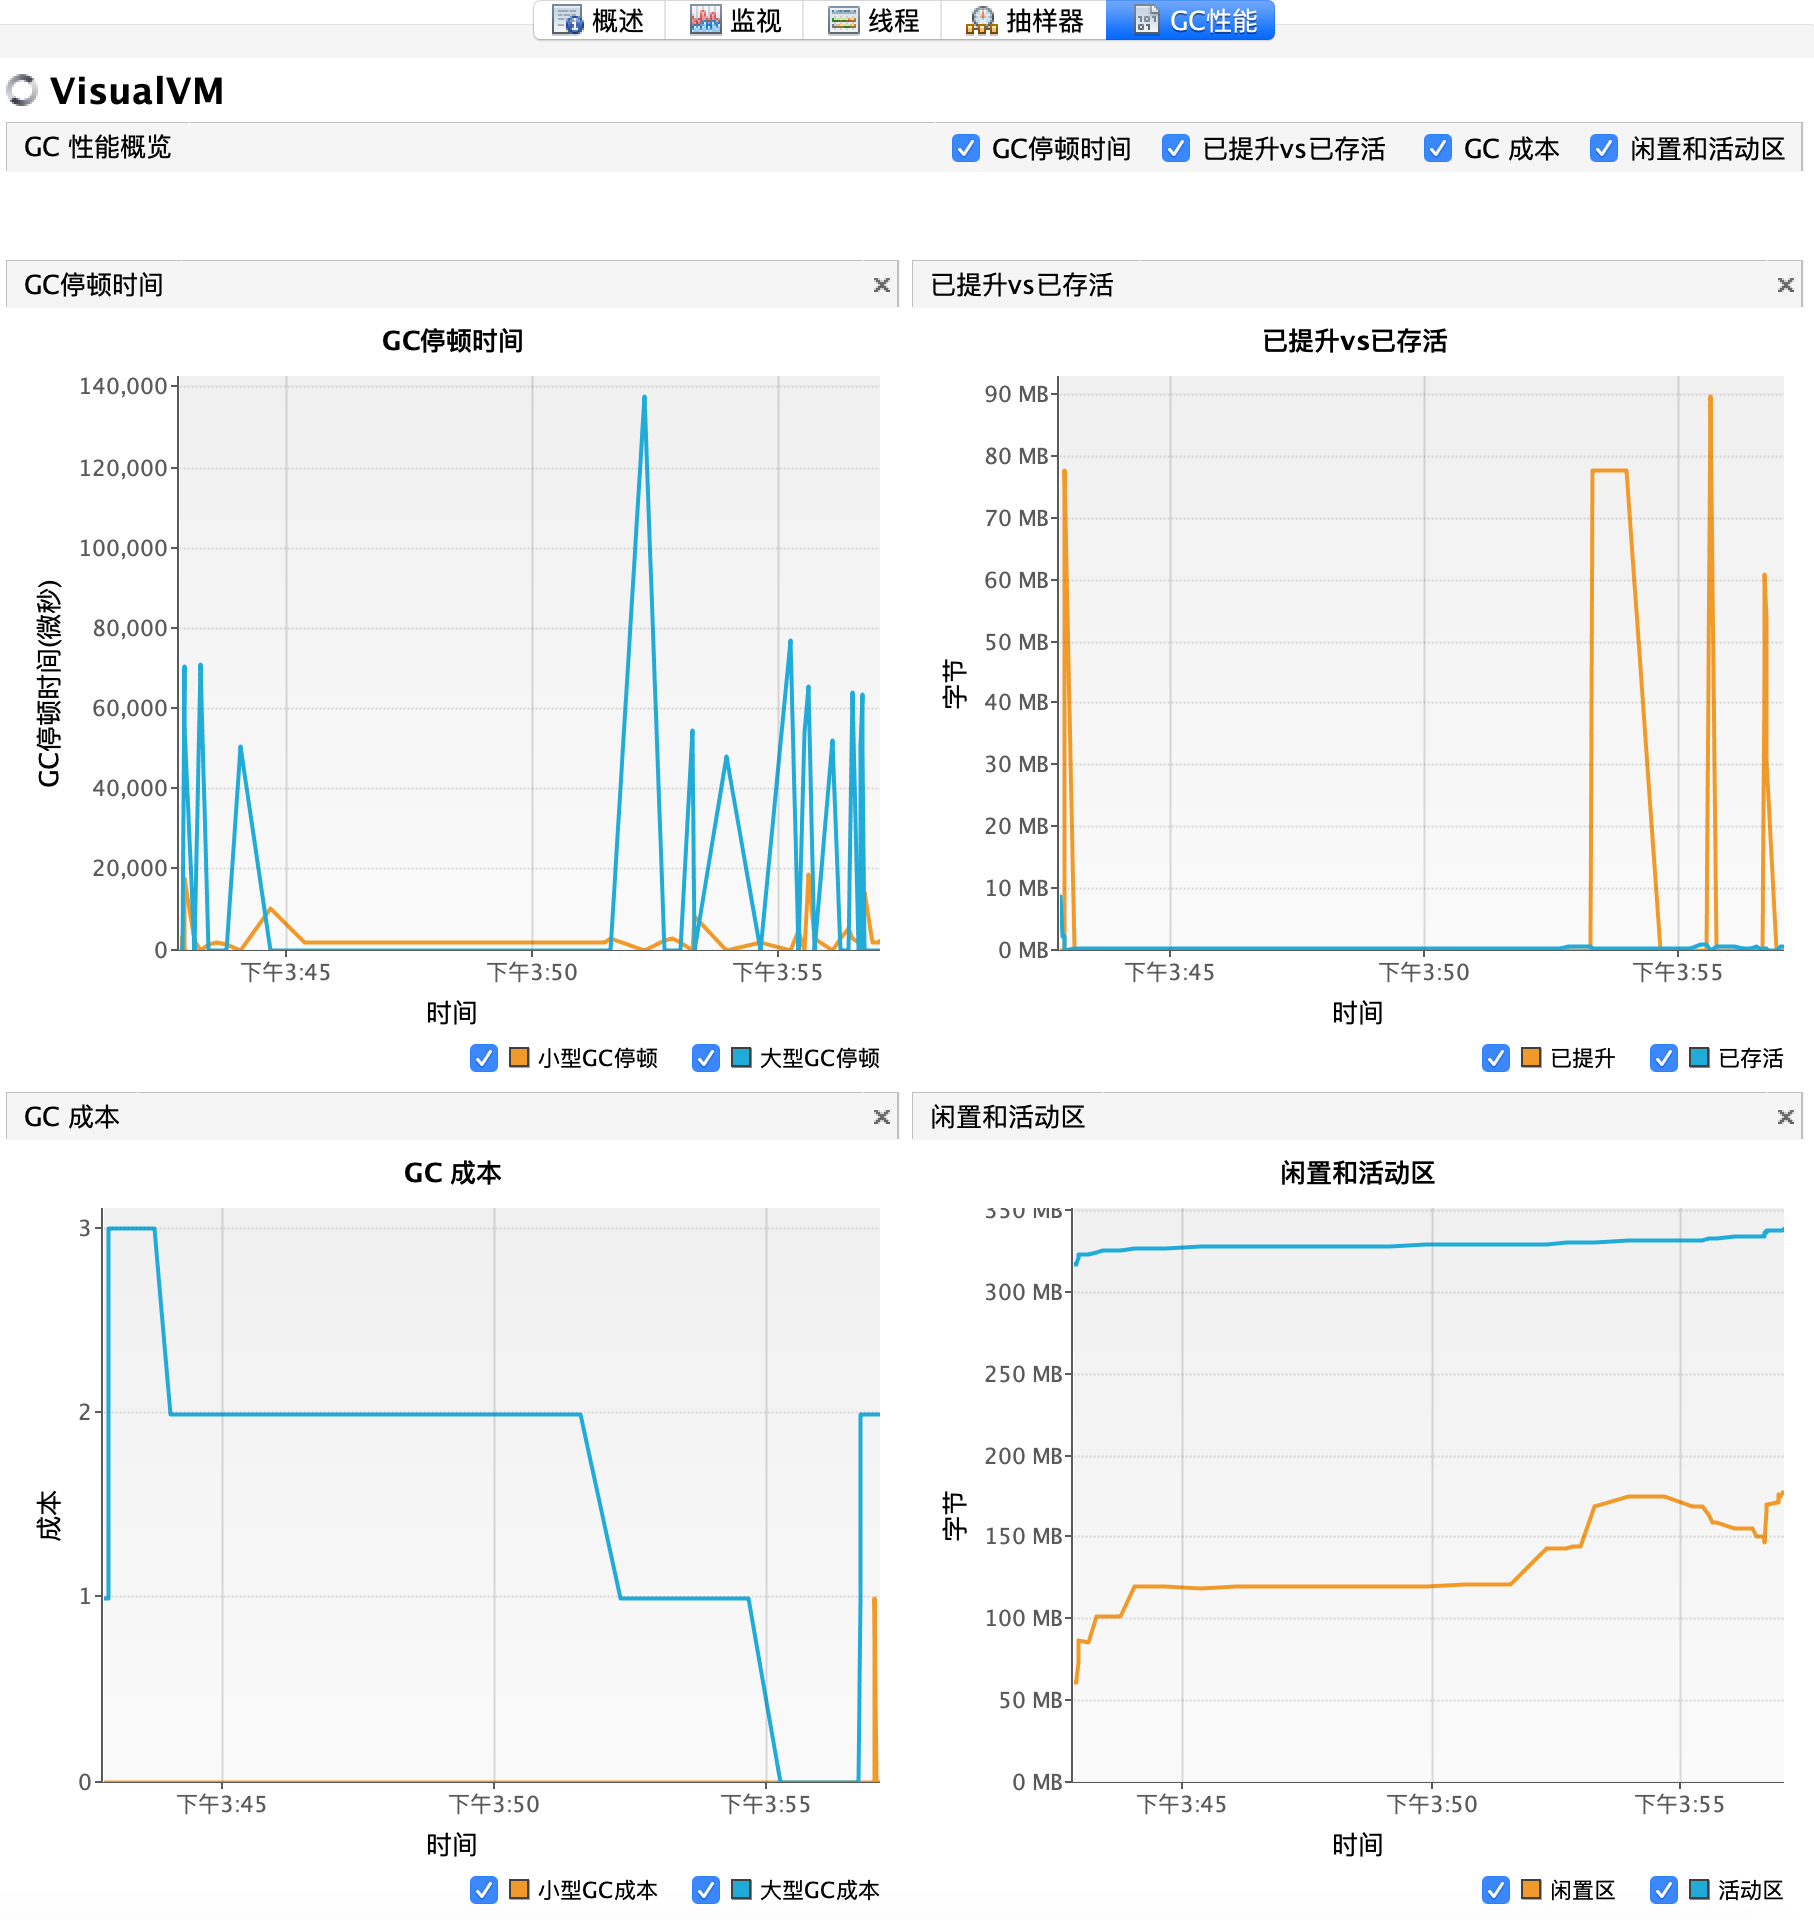 概述 监视 线程 抽样器 GC性能
VisualVM
GC 性能概览 GC停顿时间 已提升vs已存活 GC 成本 闲置和活动区
GC停顿时间
GC停顿时间
140,000
120,000
100,000
80,000
60,000
40,000
20,000
0
GC停顿时间(微秒)
下午3:45 下午3:50 下午3:55
时间
小型GC停顿 大型GC停顿
已提升vs已存活
已提升vs已存活
90 MB
80 MB
70 MB
60 MB
50 MB
40 MB
30 MB
20 MB
10 MB
0 MB
字节
下午3:45 下午3:50 下午3:55
时间
已提升 已存活
GC 成本
GC 成本
3
2
1
0
成本
下午3:45 下午3:50 下午3:55
时间
小型GC成本 大型GC成本
闲置和活动区
闲置和活动区
350 MB
300 MB
250 MB
200 MB
150 MB
100 MB
50 MB
0 MB
字节
下午3:45 下午3:50 下午3:55
时间
闲置区 活动区